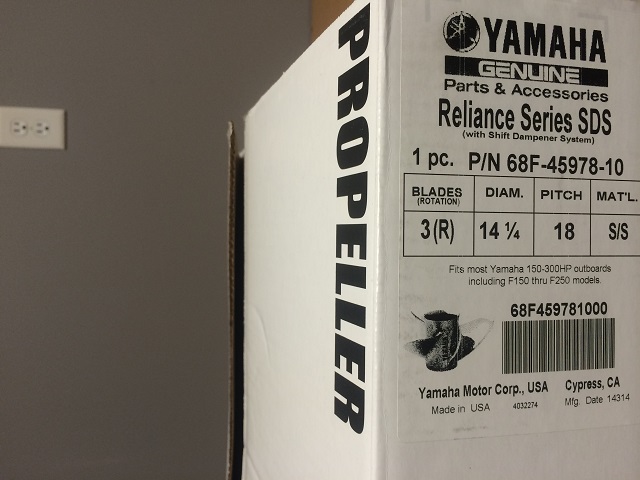 PROPELLER
YAMAHA
GENUINE
Parts & Accessories
Reliance Series SDS
(with Shift Dampener System)
1 pc. P/N 68F-45978-10
BLADES DIAM. PITCH MAT'L.
(ROTATION)
3 (R) 14 ¼ 18 S/S
Fits most Yamaha 150-300HP outboards
including F150 thru F250 models.
68F459781000
Yamaha Motor Corp., USA Cypress, CA
Made in USA 4032274 Mfg. Date 14314